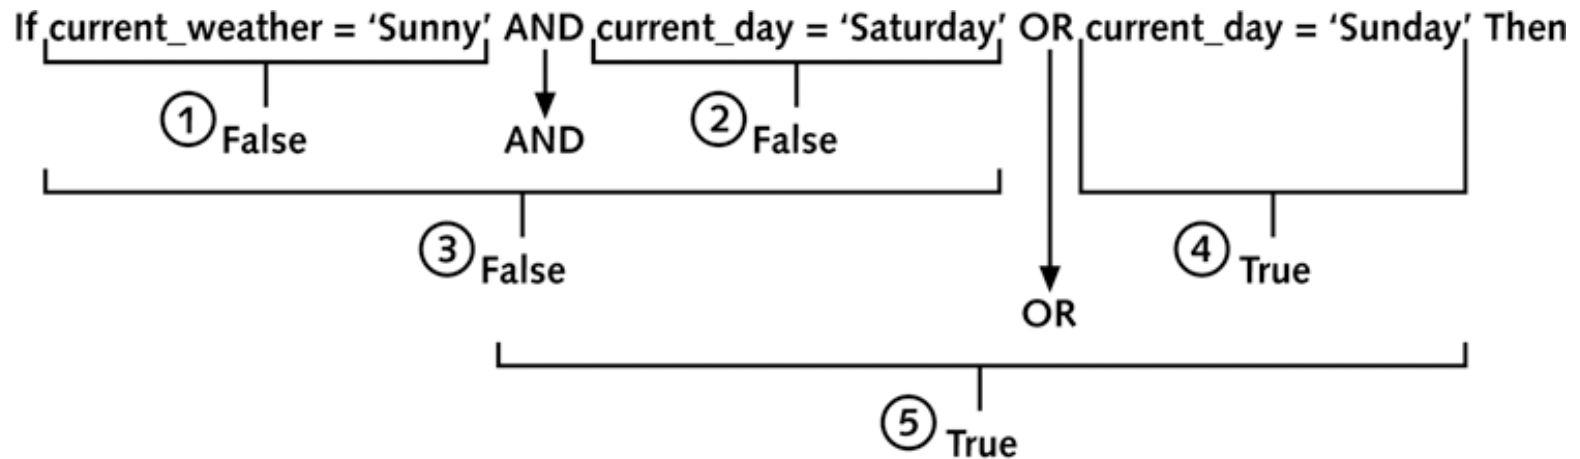 If current_weather = ‘Sunny’ AND current_day = ‘Saturday’ OR current_day = ‘Sunday’ Then
1 False AND 2 False
3 False 4 True
OR
5 True